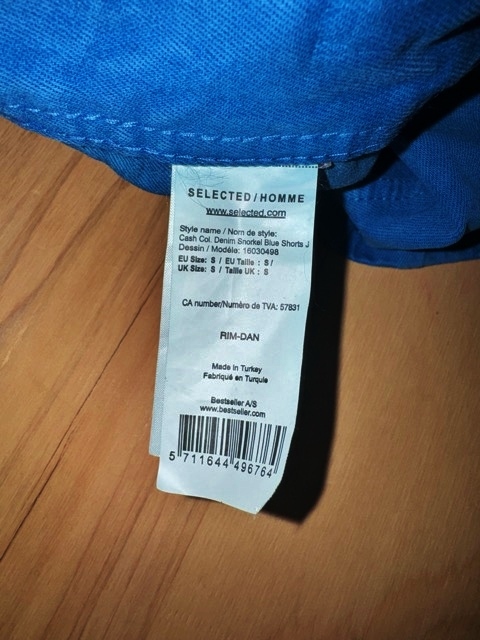 SELECTED/HOMME
www.selected.com
Style name / Nom de style:
Cash Col. Denim Snorkel Blue Shorts J
Dessin / Modéle: 16030498
EU Size: S / EU Taille : S /
UK Size: S / Taille UK : S
CA number/Numéro de TVA: 57831
RIM-DAN
Made in Turkey
Fabriqué en Turquie
Bestseller A/S
www.bestseller.com
5 711644 496764